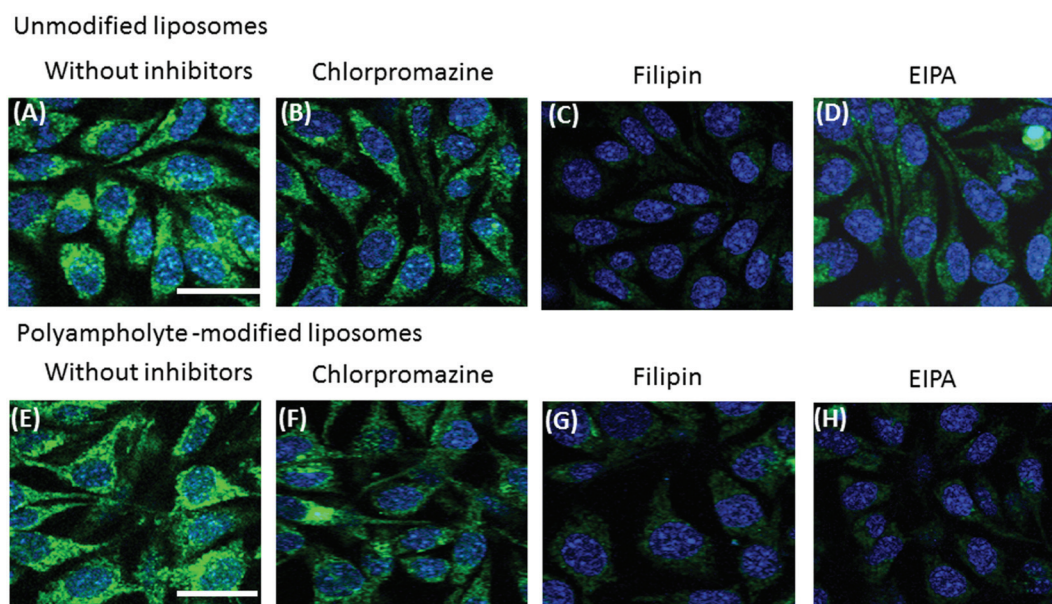 Unmodified liposomes
Without inhibitors Chlorpromazine Filipin EIPA
(A) (B) (C) (D)
Polyampholyte -modified liposomes
Without inhibitors Chlorpromazine Filipin EIPA
(E) (F) (G) (H)